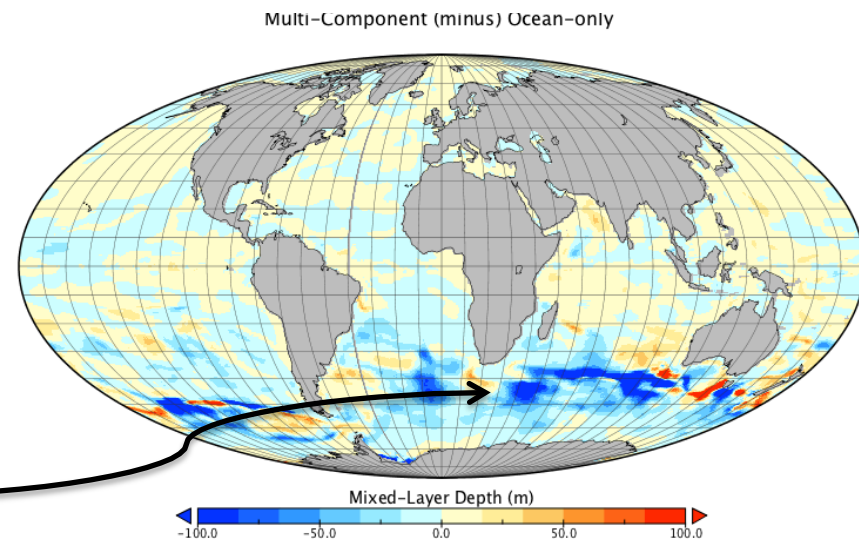 Multi-Component (minus) Ocean-only
Mixed-Layer Depth (m)
-100.0 -50.0 0.0 50.0 100.0